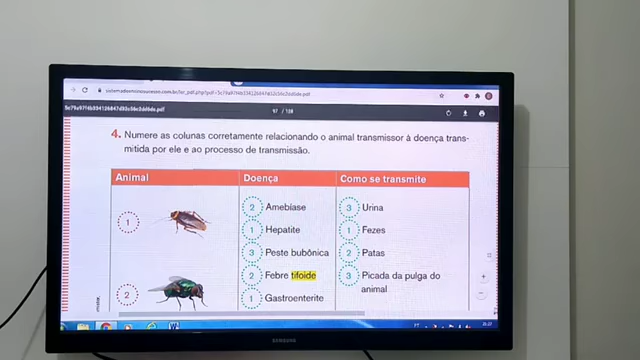 97 / 139
4. Numere as colunas corretamente relacionando o animal transmissor à doença trans-
mitida por ele e ao processo de transmissão.
Animal Doença Como se transmite
1
2 Amebíase 3 Urina
1 Hepatite 1 Fezes
3 Peste bubônica 2 Patas
2 Febre tifoide 3 Picada da pulga do
animal
2
1 Gastroenterite
SAMSUNG